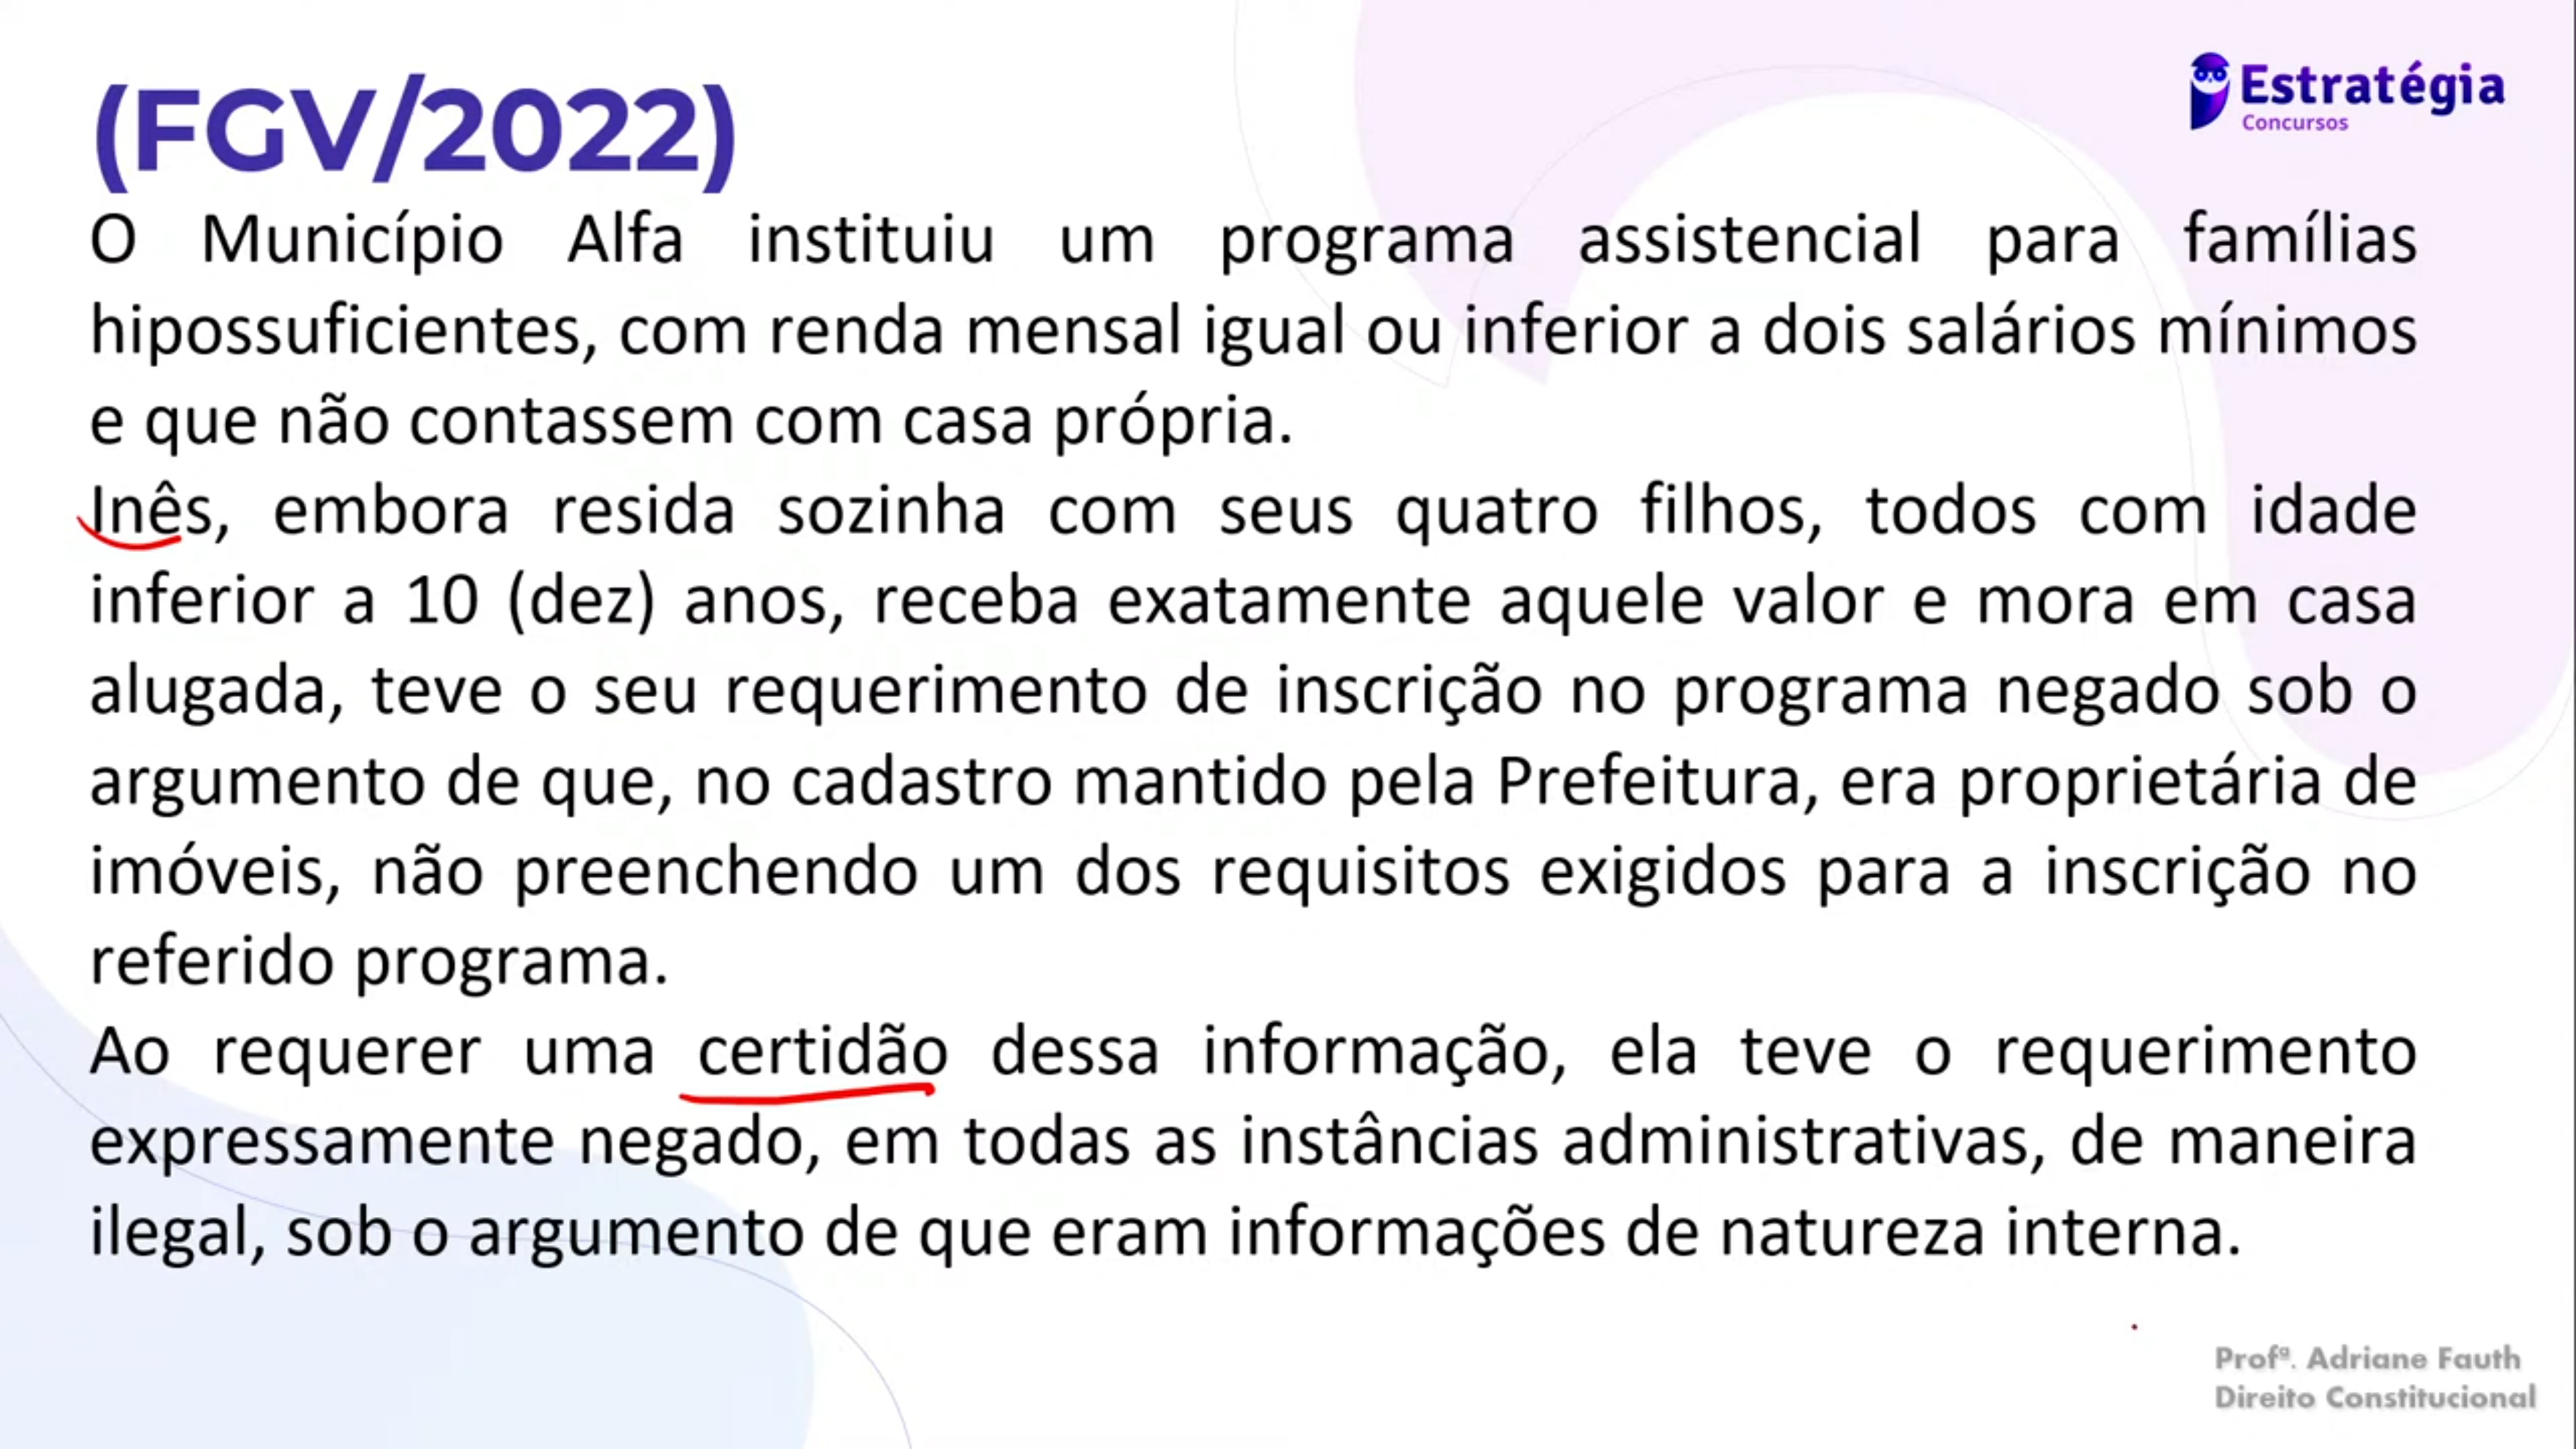 (FGV/2022)
Estratégia
Concursos
O Município Alfa instituiu um programa assistencial para famílias
hipossuficientes, com renda mensal igual ou inferior a dois salários mínimos
e que não contassem com casa própria.
Inês, embora resida sozinha com seus quatro filhos, todos com idade
inferior a 10 (dez) anos, receba exatamente aquele valor e mora em casa
alugada, teve o seu requerimento de inscrição no programa negado sob o
argumento de que, no cadastro mantido pela Prefeitura, era proprietária de
imóveis, não preenchendo um dos requisitos exigidos para a inscrição no
referido programa.
Ao requerer uma certidão dessa informação, ela teve o requerimento
expressamente negado, em todas as instâncias administrativas, de maneira
ilegal, sob o argumento de que eram informações de natureza interna.
Profª. Adriane Fauth
Direito Constitucional